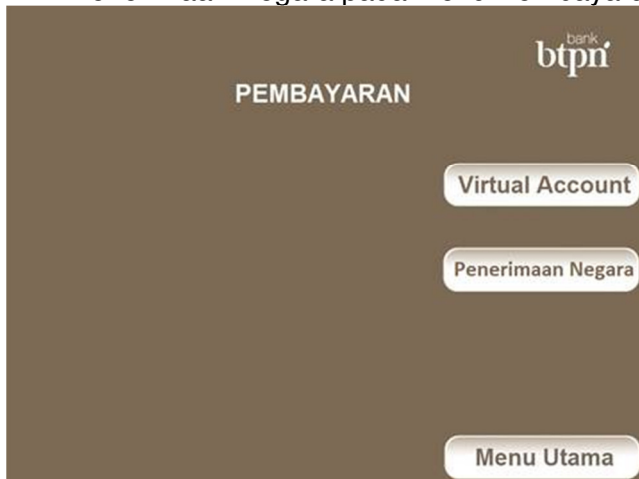 bank
btpn
PEMBAYARAN
Virtual Account
Penerimaan Negara
Menu Utama